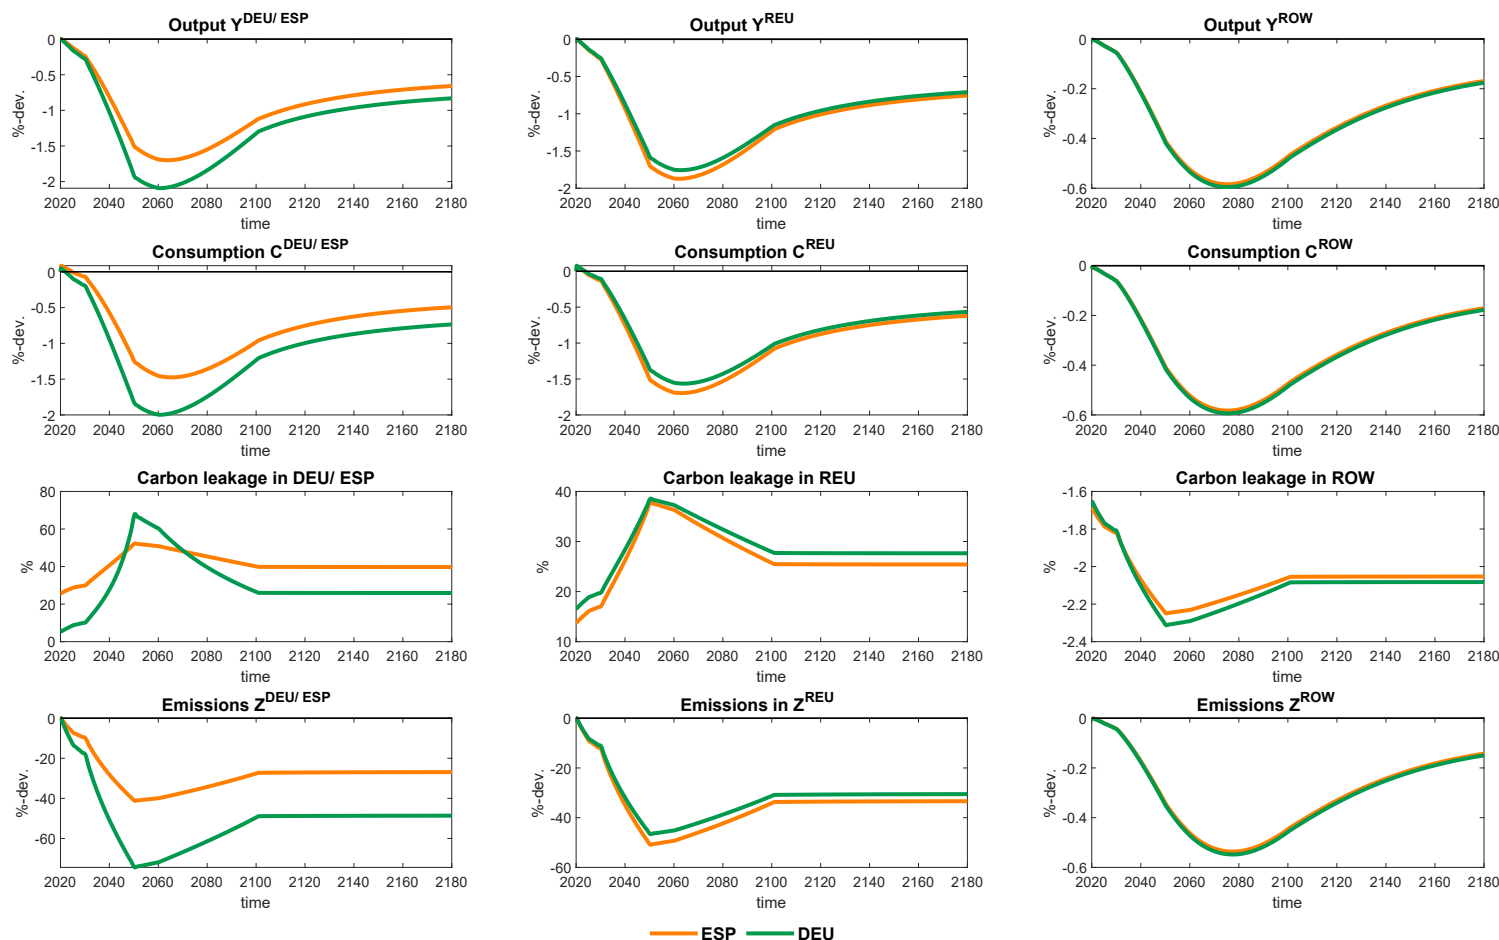 Output Y^DEU/ ESP
Output Y^REU
Output Y^ROW
0
-0.5
-1
-1.5
-2
%-dev.
2020 2040 2060 2080 2100 2120 2140 2160 2180
time
0
-0.5
-1
-1.5
-2
%-dev.
2020 2040 2060 2080 2100 2120 2140 2160 2180
time
0
-0.2
-0.4
-0.6
%-dev.
2020 2040 2060 2080 2100 2120 2140 2160 2180
time
Consumption C^DEU/ ESP
Consumption C^REU
Consumption C^ROW
0
-0.5
-1
-1.5
-2
%-dev.
2020 2040 2060 2080 2100 2120 2140 2160 2180
time
0
-0.5
-1
-1.5
-2
%-dev.
2020 2040 2060 2080 2100 2120 2140 2160 2180
time
0
-0.2
-0.4
-0.6
%-dev.
2020 2040 2060 2080 2100 2120 2140 2160 2180
time
Carbon leakage in DEU/ ESP
Carbon leakage in REU
Carbon leakage in ROW
80
60
40
20
0
%
2020 2040 2060 2080 2100 2120 2140 2160 2180
time
40
30
20
10
%
2020 2040 2060 2080 2100 2120 2140 2160 2180
time
-1.6
-1.8
-2
-2.2
-2.4
%
2020 2040 2060 2080 2100 2120 2140 2160 2180
time
Emissions Z^DEU/ ESP
Emissions in Z^REU
Emissions Z^ROW
0
-20
-40
-60
%-dev.
2020 2040 2060 2080 2100 2120 2140 2160 2180
time
0
-20
-40
-60
%-dev.
2020 2040 2060 2080 2100 2120 2140 2160 2180
time
0
-0.2
-0.4
-0.6
%-dev.
2020 2040 2060 2080 2100 2120 2140 2160 2180
time
ESP DEU